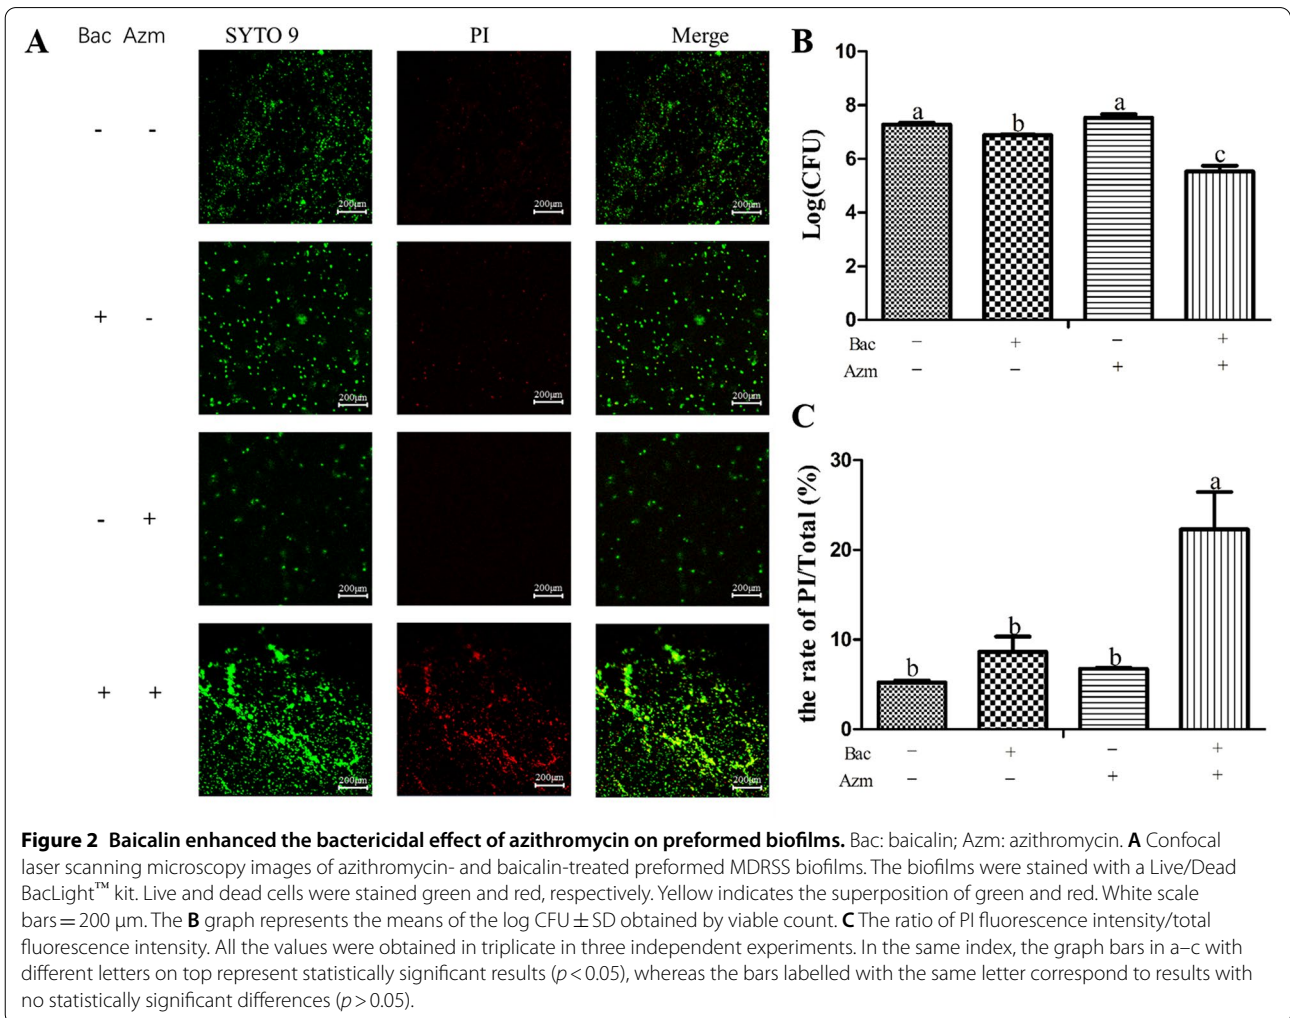 A Bac Azm SYTO 9 PI Merge
- -
200μm 200μm 200μm
+ -
200μm 200μm 200μm
- +
200μm 200μm 200μm
+ +
200μm 200μm 200μm
B
Log(CFU)
10
8
6
4
2
0
a b a c
Bac − + − +
Azm − − + +
C
the rate of PI/Total (%)
30
20
10
0
b b b a
Bac − + − +
Azm − − + +
Figure 2 Baicalin enhanced the bactericidal effect of azithromycin on preformed biofilms. Bac: baicalin; Azm: azithromycin. A Confocal
laser scanning microscopy images of azithromycin- and baicalin-treated preformed MDRSS biofilms. The biofilms were stained with a Live/Dead
BacLight™ kit. Live and dead cells were stained green and red, respectively. Yellow indicates the superposition of green and red. White scale
bars = 200 μm. The B graph represents the means of the log CFU ± SD obtained by viable count. C The ratio of PI fluorescence intensity/total
fluorescence intensity. All the values were obtained in triplicate in three independent experiments. In the same index, the graph bars in a–c with
different letters on top represent statistically significant results (p < 0.05), whereas the bars labelled with the same letter correspond to results with
no statistically significant differences (p > 0.05).